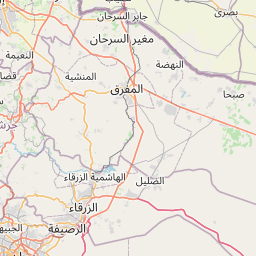 جابر السرحان
بصرى
مغير السرحان
النعيمة
النهضة
المنشية
المفرق
صبحا
الهاشمية الزرقاء
الضليل
الزرقاء
الرصيفة